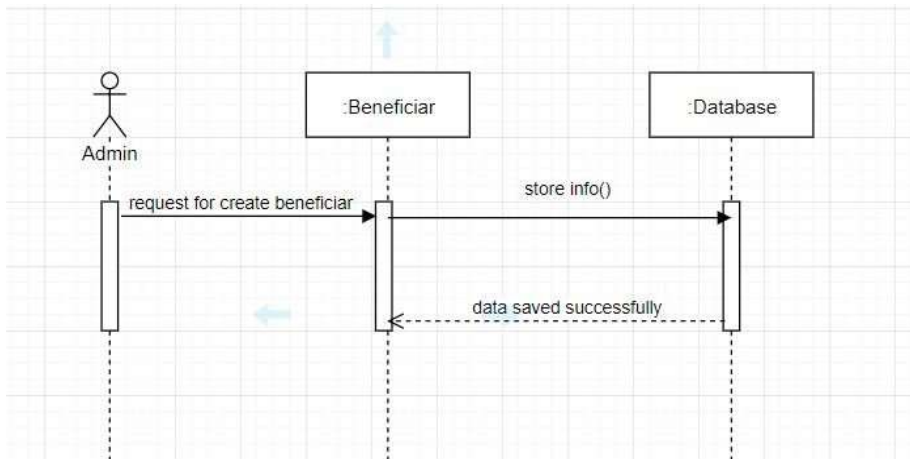 :Beneficiar
:Database
Admin
request for create beneficiar
store info()
data saved successfully